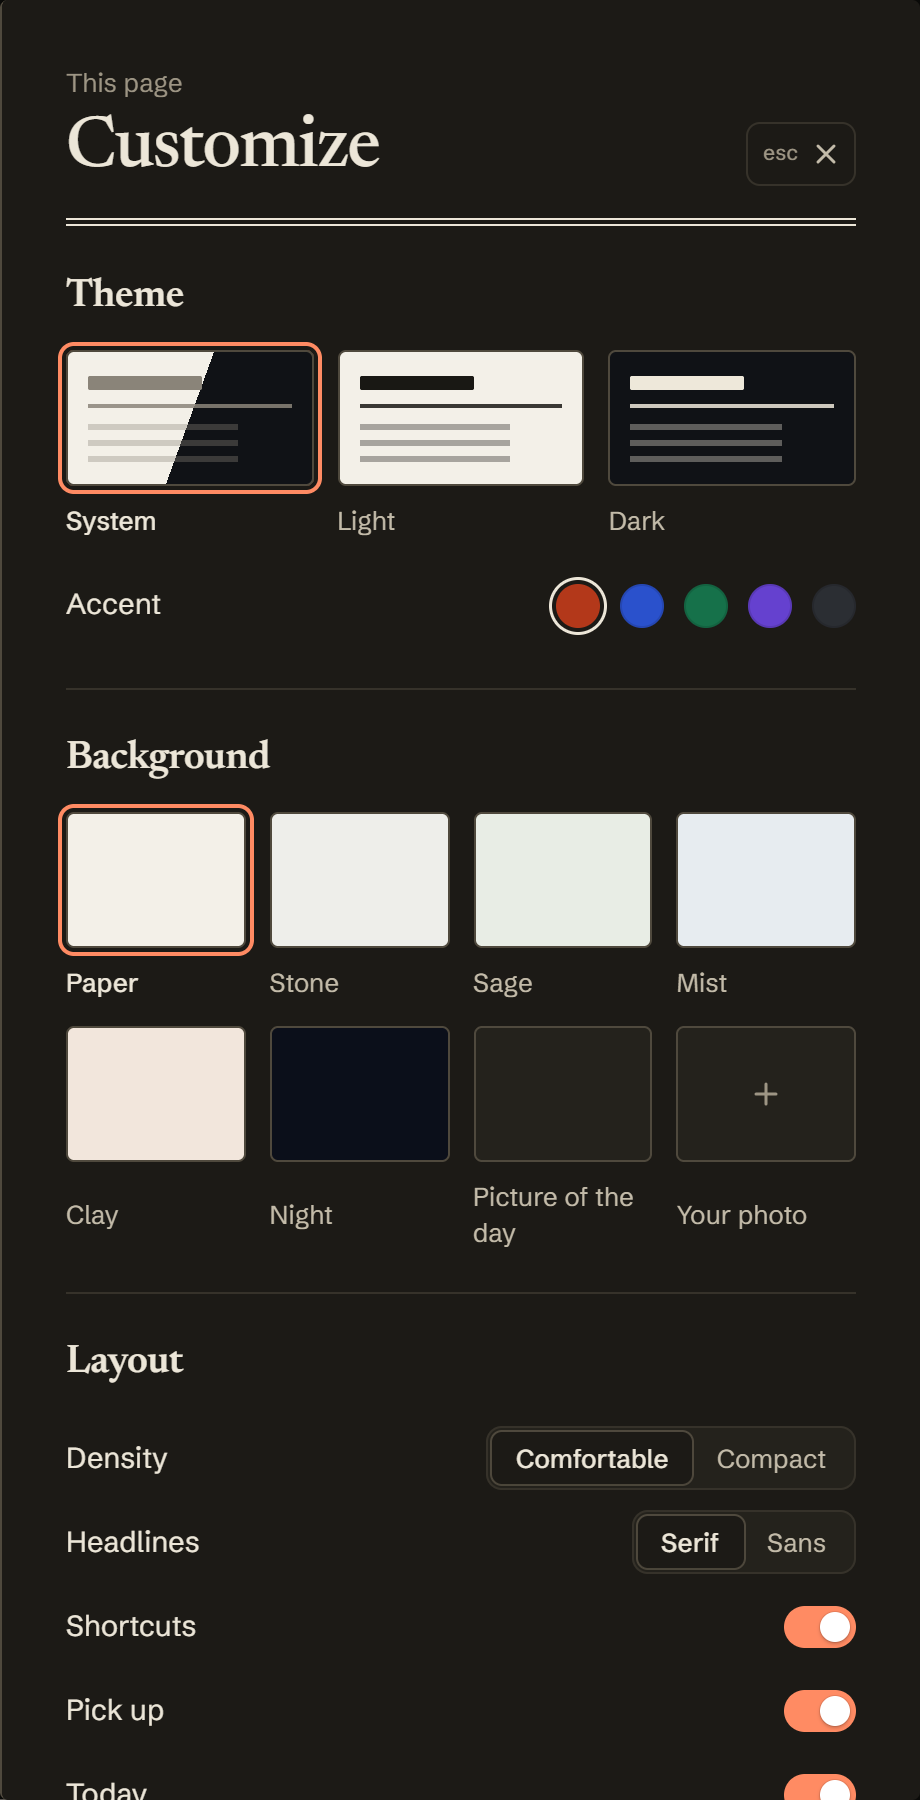 This page
Customize
esc
Theme
System
Light
Dark
Accent
Background
Paper
Stone
Sage
Mist
Clay
Night
Picture of the
day
Your photo
Layout
Density
Comfortable
Compact
Headlines
Serif
Sans
Shortcuts
Pick up
Today